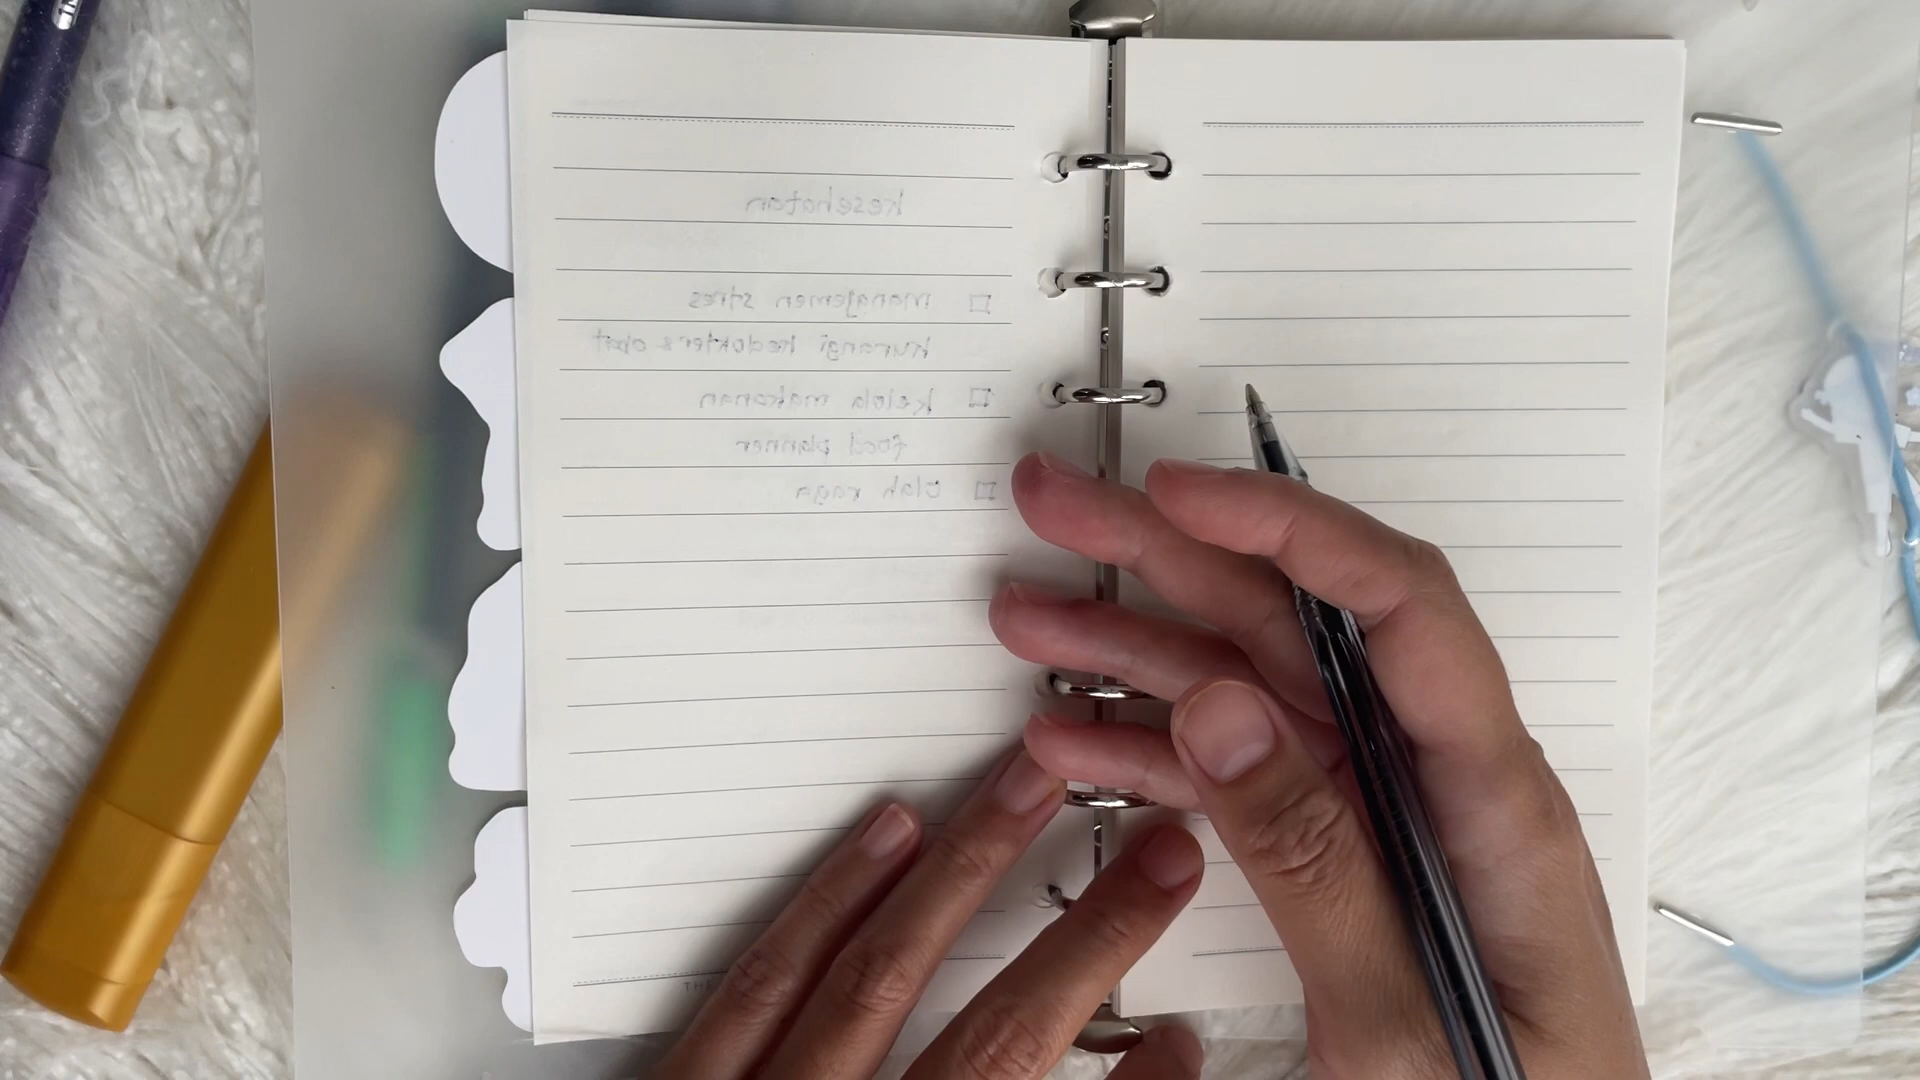 kesehatan
□ manajemen stres
kurangi kedokter & obat
□ kelola makanan
food planner
□ olah raga